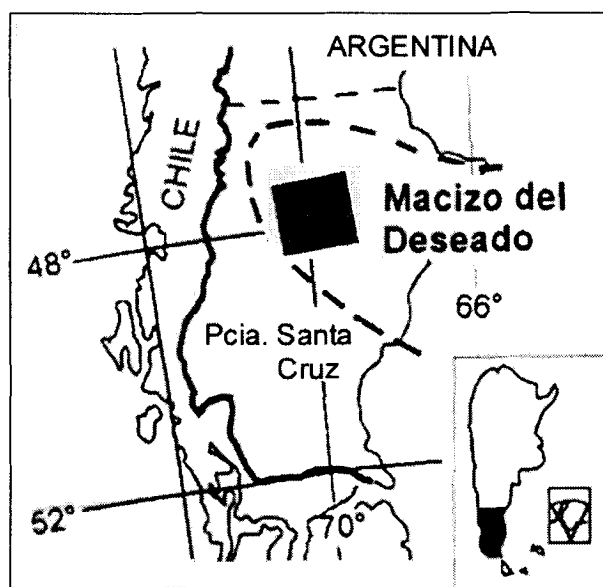 ARGENTINA
CHILE
Macizo del
Deseado
48°
66°
Pcia. Santa
Cruz
52°
70°